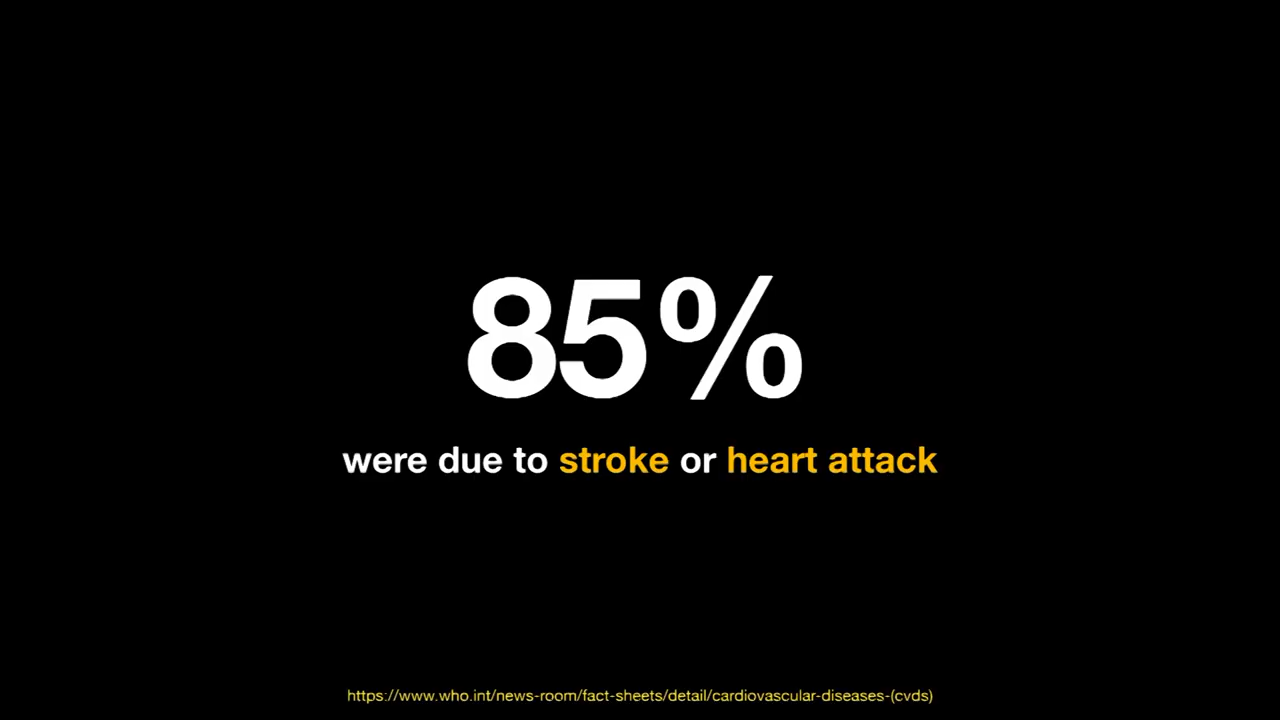 85%
were due to stroke or heart attack
https://www.who.int/news-room/fact-sheets/detail/cardiovascular-diseases-(cvds)